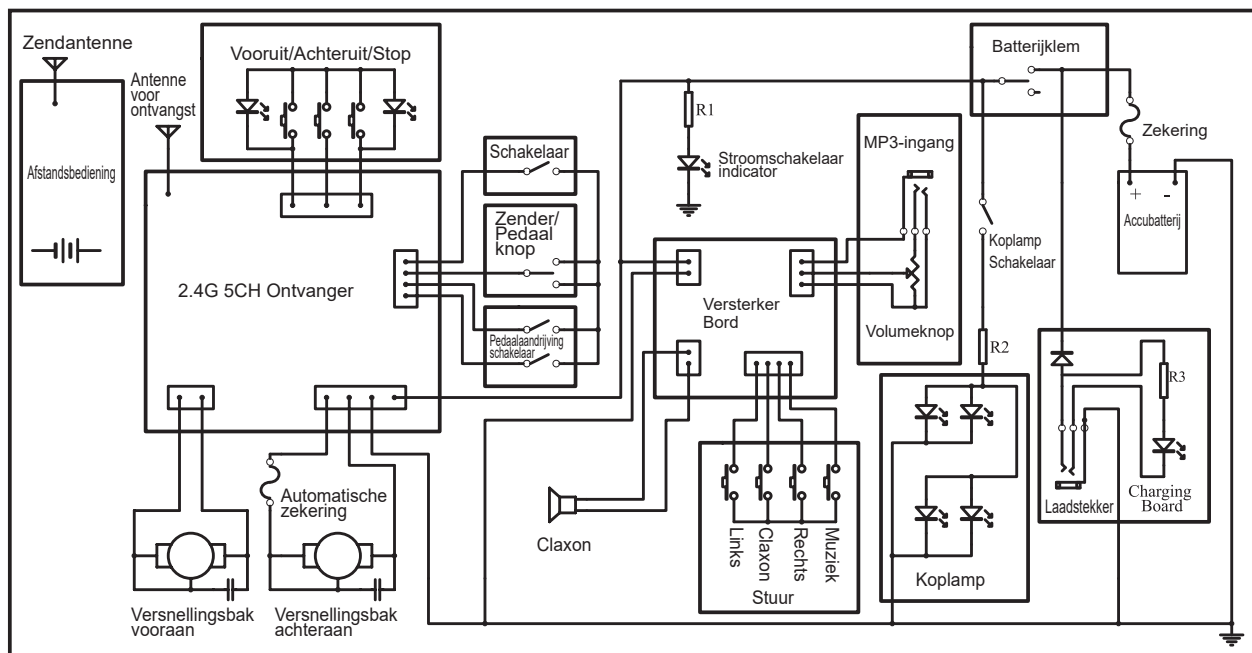 Zendantenne
Afstandsbediening
Antenne
voor
ontvangst
Vooruit/Achteruit/Stop
2.4G 5CH Ontvanger
Schakelaar
Zender/
Pedaal
knop
Pedaalaandrijving
schakelaar
R1
Stroomschakelaar
indicator
MP3-ingang
Volumeknop
Versterker
Bord
Batterijklem
Zekering
+ -
Accubatterij
Koplamp
Schakelaar
R2
Koplamp
R3
Laadstekker
Charging
Board
Automatische
zekering
Versnellingsbak
vooraan
Versnellingsbak
achteraan
Claxon
Links
Claxon
Rechts
Muziek
Stuur